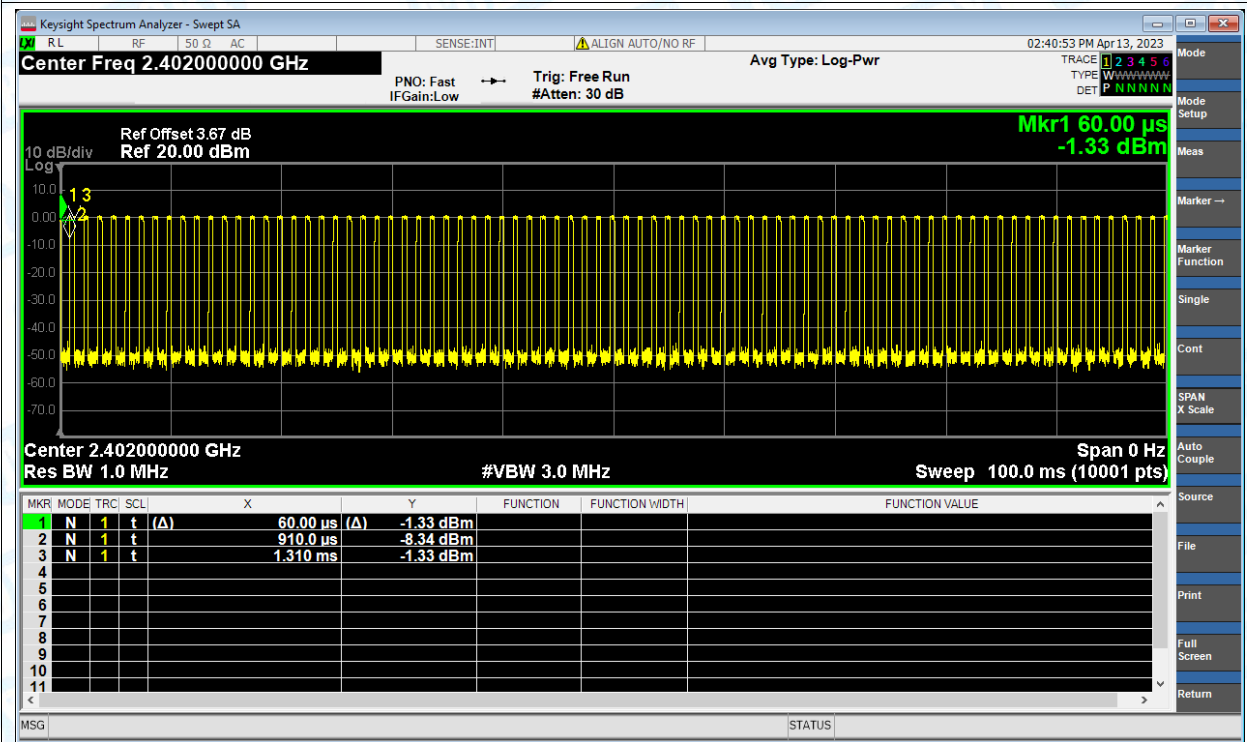 Keysight Spectrum Analyzer - Swept SA
LXI RL RF 50 Ω AC SENSE:INT ALIGN AUTO/NO RF 02:40:53 PM Apr 13, 2023
Center Freq 2.402000000 GHz
PNO: Fast
IFGain:Low
Trig: Free Run
#Atten: 30 dB
Avg Type: Log-Pwr
TRACE 1 2 3 4 5 6
TYPE WWWWWW
DET P N N N N N
Mkr1 60.00 µs
-1.33 dBm
Ref Offset 3.67 dB
10 dB/div Ref 20.00 dBm
Log
10.0
0.00
-10.0
-20.0
-30.0
-40.0
-50.0
-60.0
-70.0
1 3
2
Center 2.402000000 GHz Span 0 Hz
Res BW 1.0 MHz #VBW 3.0 MHz Sweep 100.0 ms (10001 pts)
MKR MODE TRC SCL X Y FUNCTION FUNCTION WIDTH FUNCTION VALUE
1 N 1 t (Δ) 60.00 µs (Δ) -1.33 dBm
2 N 1 t 910.0 µs -8.34 dBm
3 N 1 t 1.310 ms -1.33 dBm
4
5
6
7
8
9
10
11
MSG STATUS
Mode
Mode
Setup
Meas
Marker →
Marker
Function
Single
Cont
SPAN
X Scale
Auto
Couple
Source
File
Print
Full
Screen
Return